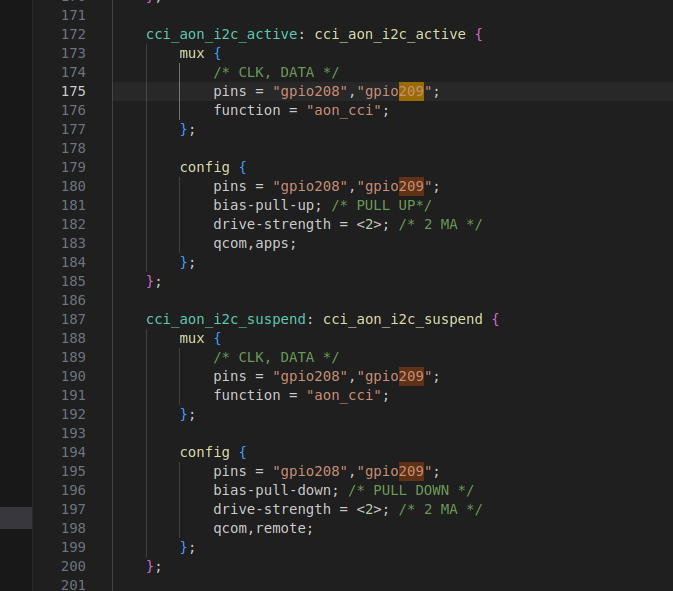 171
172 cci_aon_i2c_active: cci_aon_i2c_active {
173 mux {
174 /* CLK, DATA */
175 pins = "gpio208","gpio209";
176 function = "aon_cci";
177 };
178
179 config {
180 pins = "gpio208","gpio209";
181 bias-pull-up; /* PULL UP*/
182 drive-strength = <2>; /* 2 MA */
183 qcom,apps;
184 };
185 };
186
187 cci_aon_i2c_suspend: cci_aon_i2c_suspend {
188 mux {
189 /* CLK, DATA */
190 pins = "gpio208","gpio209";
191 function = "aon_cci";
192 };
193
194 config {
195 pins = "gpio208","gpio209";
196 bias-pull-down; /* PULL DOWN */
197 drive-strength = <2>; /* 2 MA */
198 qcom,remote;
199 };
200 };
201